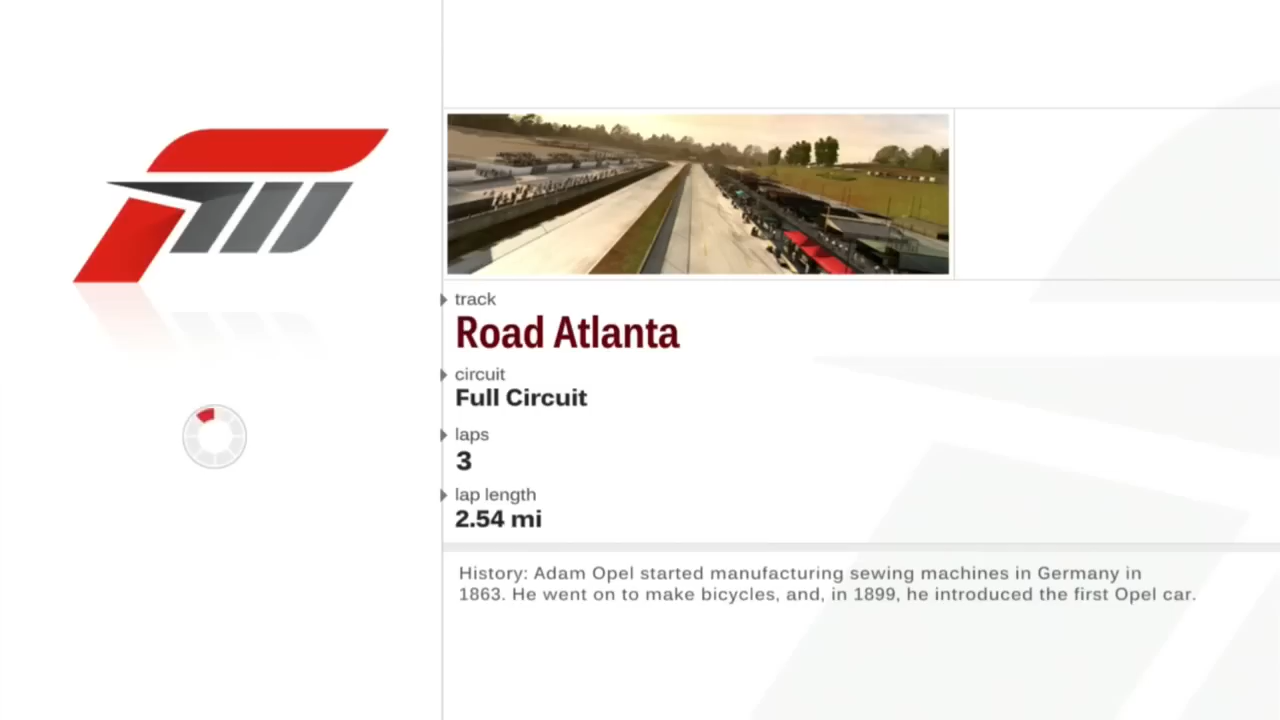 track
Road Atlanta
circuit
Full Circuit
laps
3
lap length
2.54 mi
History: Adam Opel started manufacturing sewing machines in Germany in
1863. He went on to make bicycles, and, in 1899, he introduced the first Opel car.